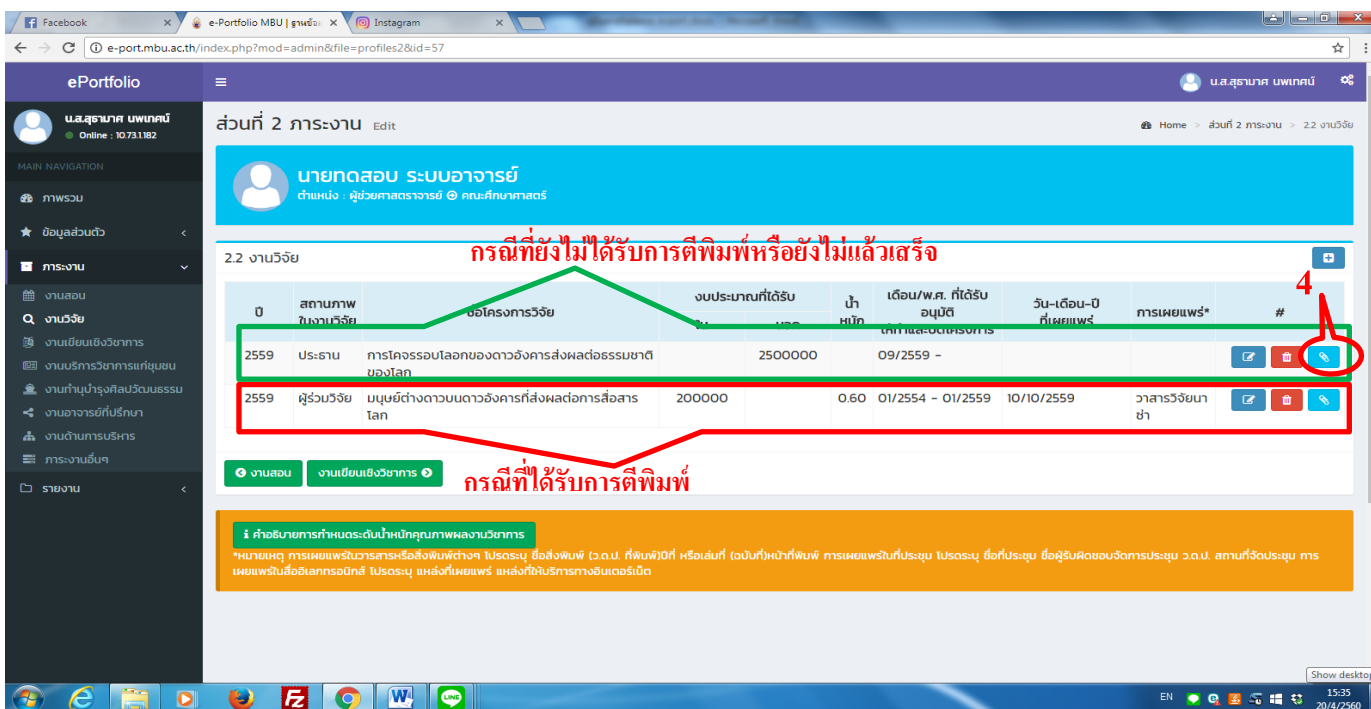 Facebook
e-Portfolio MBU | ฐานข้อ
Instagram
e-port.mbu.ac.th/index.php?mod=admin&file=profiles2&id=57
ePortfolio
น.ส.สุธามาศ นพเทศน์
น.ส.สุธามาศ นพเทศน์
Online : 10.73.1.182
ส่วนที่ 2 ภาระงาน Edit
Home > ส่วนที่ 2 ภาระงาน > 2.2 งานวิจัย
MAIN NAVIGATION
ภาพรวม
ข้อมูลส่วนตัว
ภาระงาน
งานสอน
งานวิจัย
งานเขียนเชิงวิชาการ
งานบริการวิชาการแก่ชุมชน
งานทำนุบำรุงศิลปวัฒนธรรม
งานอาจารย์ที่ปรึกษา
งานด้านการบริหาร
ภาระงานอื่นๆ
รายงาน
นายทดสอบ ระบบอาจารย์
ตำแหน่ง : ผู้ช่วยศาสตราจารย์ คณะศึกษาศาสตร์
กรณีที่ยังไม่ได้รับการตีพิมพ์หรือยังไม่แล้วเสร็จ
2.2 งานวิจัย
4
ปี สถานภาพ ในงานวิจัย ชื่อโครงการวิจัย งบประมาณที่ได้รับ น้ำหนัก เดือน/พ.ศ. ที่ได้รับ อนุมัติ วัน-เดือน-ปี ที่เผยแพร่ การเผยแพร่* #
2559 ประธาน การโคจรรอบโลกของดาวอังคารส่งผลต่อธรรมชาติ 2500000 09/2559 -
ของโลก
2559 ผู้ร่วมวิจัย มนุษย์ต่างดาวบนดาวอังคารที่ส่งผลต่อการสื่อสาร 200000 0.60 01/2554 - 01/2559 10/10/2559 วาสารวิจัยนา
โลก ช่า
งานสอน งานเขียนเชิงวิชาการ
กรณีที่ได้รับการตีพิมพ์
คำอธิบายการกำหนดระดับน้ำหนักคุณภาพผลงานวิชาการ
*หมายเหตุ การเผยแพร่ในวารสารหรือสิ่งพิมพ์ต่างๆ โปรดระบุ ชื่อสิ่งพิมพ์ (ว.ด.ป. ที่พิมพ์)ปีที่ หรือเล่มที่ (ฉบับที่)หน้าที่พิมพ์ การเผยแพร่ในที่ประชุม โปรดระบุ ชื่อที่ประชุม ชื่อผู้รับผิดชอบจัดการประชุม ว.ด.ป. สถานที่จัดประชุม การ
เผยแพร่ในสื่ออิเลกทรอนิกส์ โปรดระบุ แหล่งที่เผยแพร่ แหล่งที่ให้บริการทางอินเตอร์เน็ต
Show desktop
EN
15:35
20/4/2560